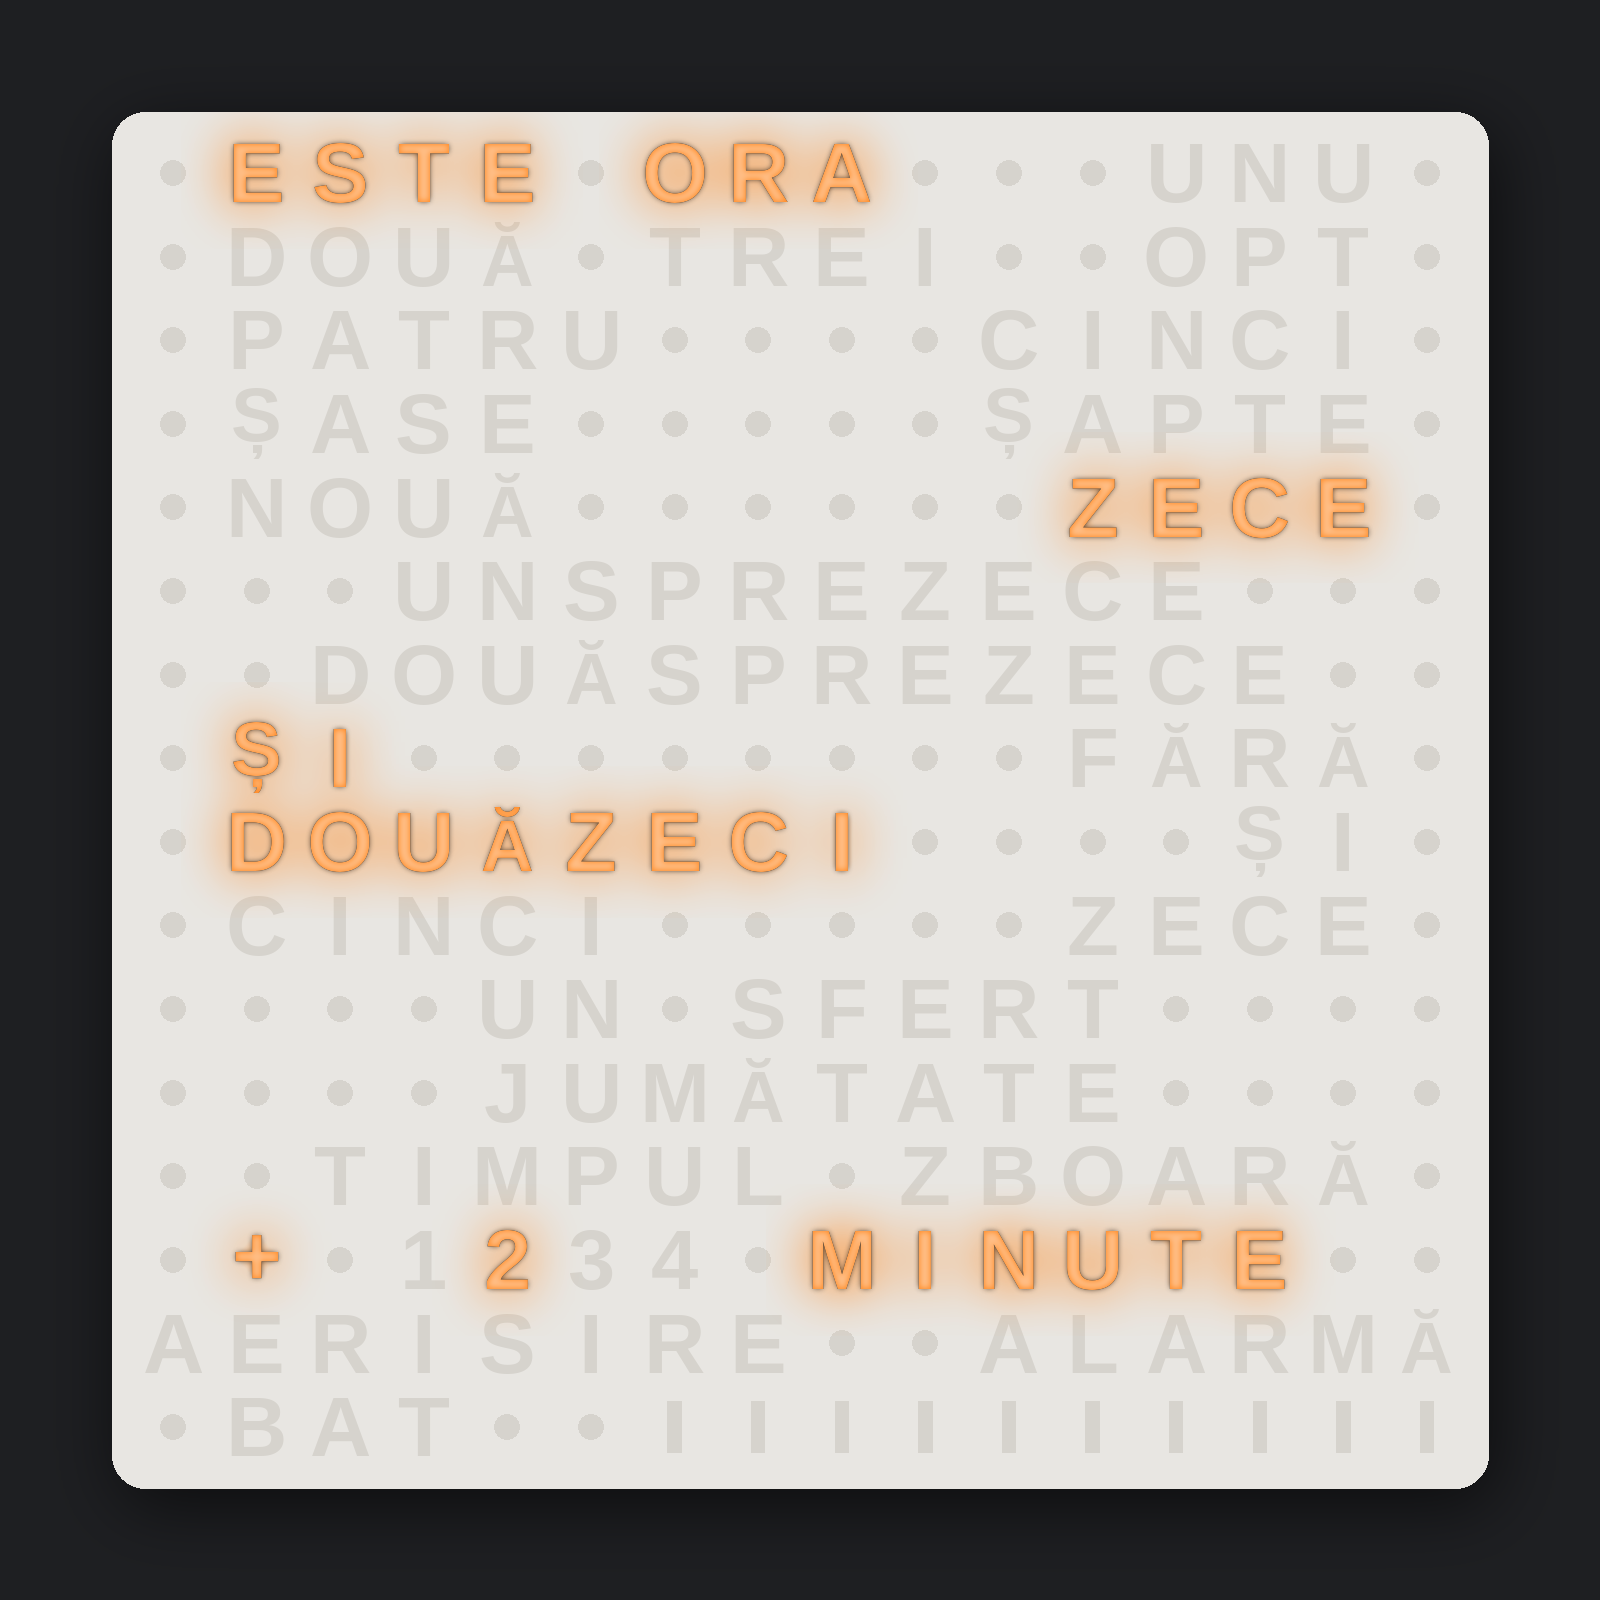 ESTE ORA UNU
DOUĂ TREI OPT
PATRU CINCI
ȘASE ȘAPTE
NOUĂ ZECE
UNSPREZECE
DOUĂSPREZECE
ȘI FĂRĂ
DOUĂZECI ȘI
CINCI ZECE
UN SFERT
JUMĂTATE
TIMPUL ZBOARĂ
+ 1 2 3 4 MINUTE
AERISIRE ALARMĂ
BAT I I I I I I I I I I